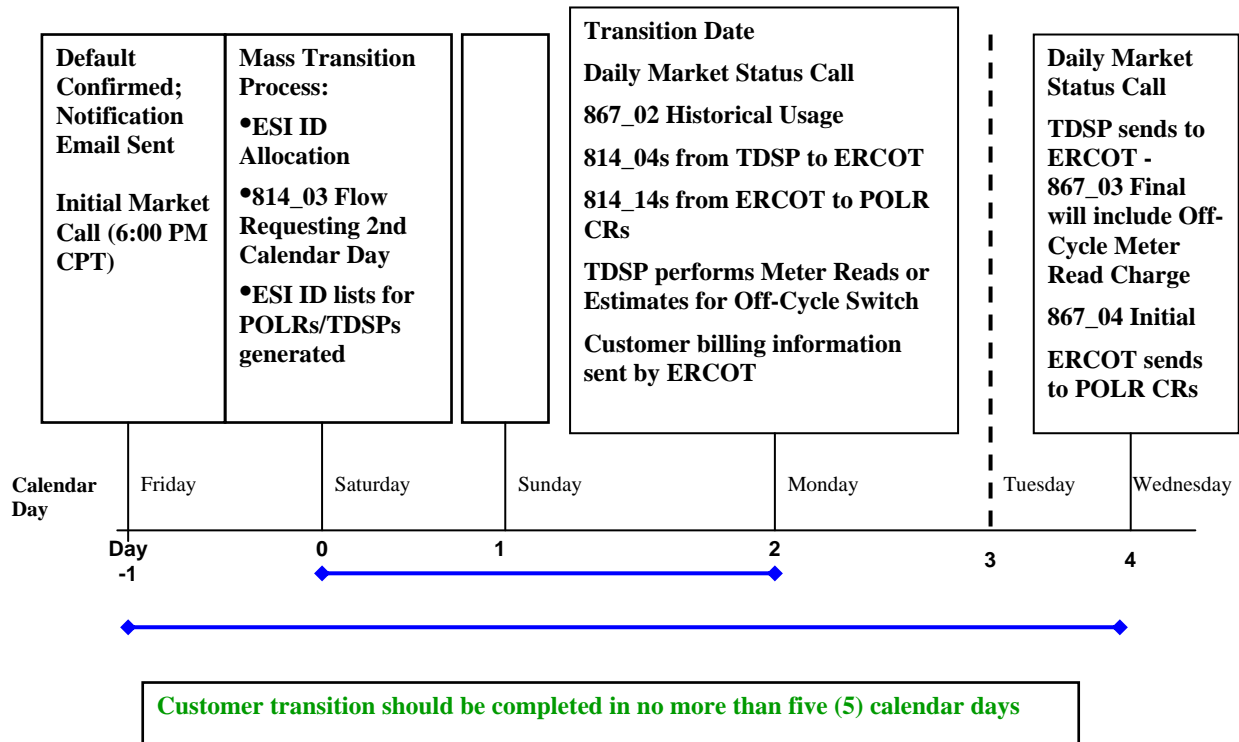 Default
Confirmed;
Notification
Email Sent
Initial Market
Call (6:00 PM
CPT)
Mass Transition
Process:
•ESI ID
Allocation
•814_03 Flow
Requesting 2nd
Calendar Day
•ESI ID lists for
POLRs/TDSPs
generated
Transition Date
Daily Market Status Call
867_02 Historical Usage
814_04s from TDSP to ERCOT
814_14s from ERCOT to POLR
CRs
TDSP performs Meter Reads or
Estimates for Off-Cycle Switch
Customer billing information
sent by ERCOT
Daily Market
Status Call
TDSP sends to
ERCOT -
867_03 Final
will include Off-
Cycle Meter
Read Charge
867_04 Initial
ERCOT sends
to POLR CRs
Calendar
Day
Friday
Saturday
Sunday
Monday
Tuesday
Wednesday
Day
-1
0
1
2
3
4
Customer transition should be completed in no more than five (5) calendar days